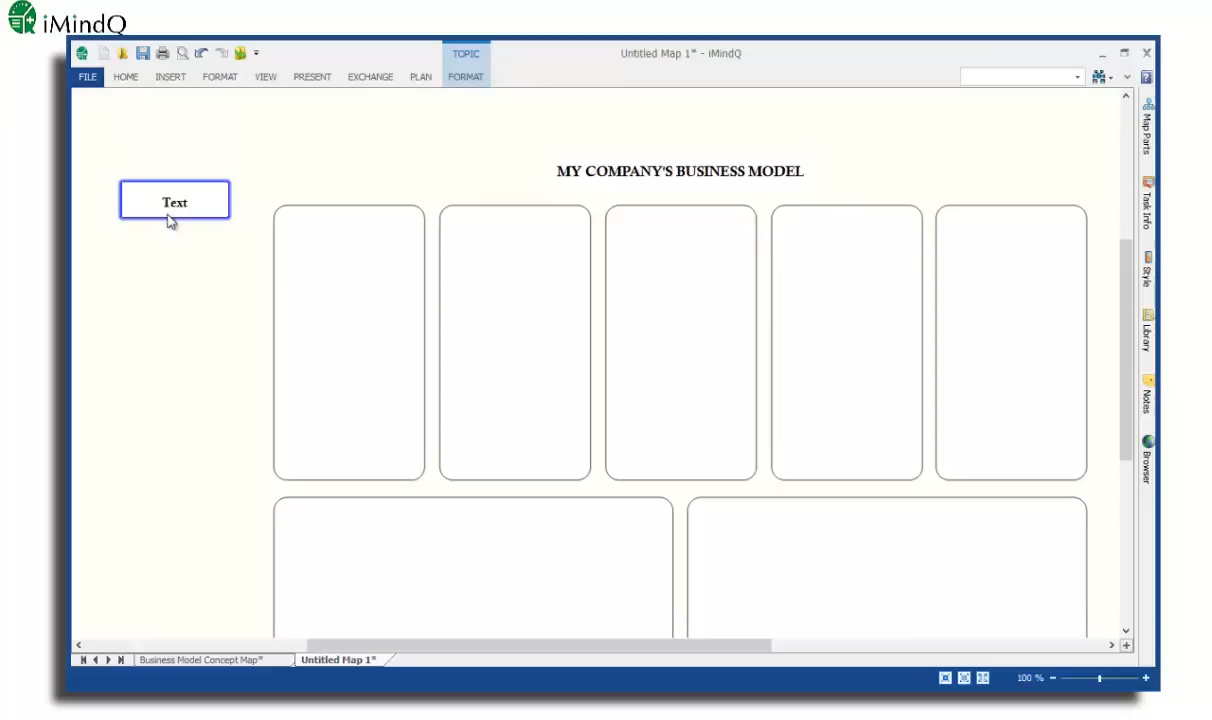 iMindQ
TOPIC
Untitled Map 1* - iMindQ
FILE HOME INSERT FORMAT VIEW PRESENT EXCHANGE PLAN FORMAT
MY COMPANY'S BUSINESS MODEL
Text
Map Parts
Task Info
Style
Library
Notes
Browser
Business Model Concept Map*
Untitled Map 1*
100 %